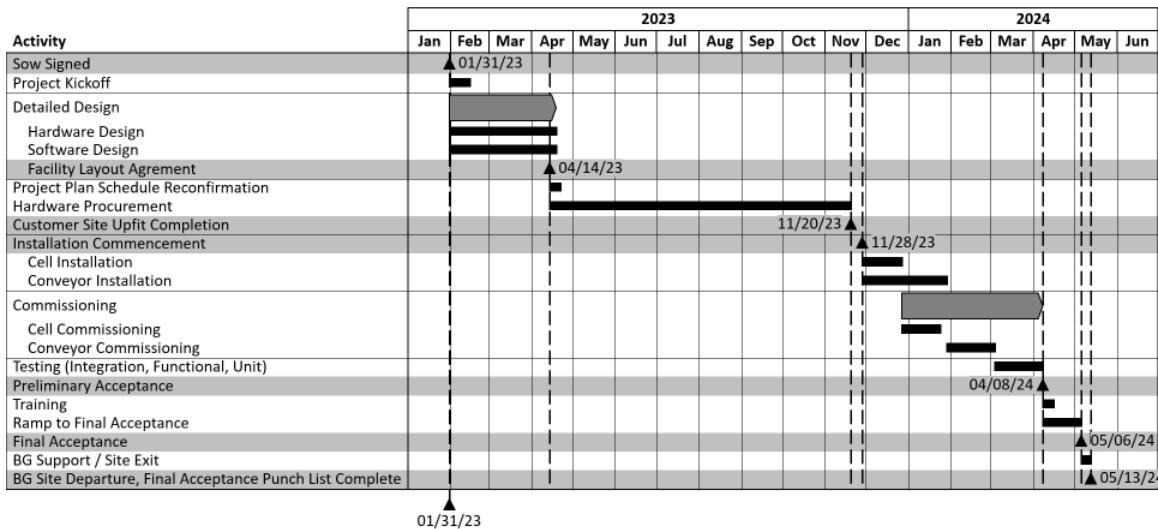 2023 2024
Activity Jan Feb Mar Apr May Jun Jul Aug Sep Oct Nov Dec Jan Feb Mar Apr May Jun
Sow Signed 01/31/23
Project Kickoff
Detailed Design
Hardware Design
Software Design
Facility Layout Agrement 04/14/23
Project Plan Schedule Reconfirmation
Hardware Procurement
Customer Site Upfit Completion 11/20/23
Installation Commencement 11/28/23
Cell Installation
Conveyor Installation
Commissioning
Cell Commissioning
Conveyor Commissioning
Testing (Integration, Functional, Unit)
Preliminary Acceptance 04/08/24
Training
Ramp to Final Acceptance
Final Acceptance 05/06/24
BG Support / Site Exit
BG Site Departure, Final Acceptance Punch List Complete 05/13/24
01/31/23